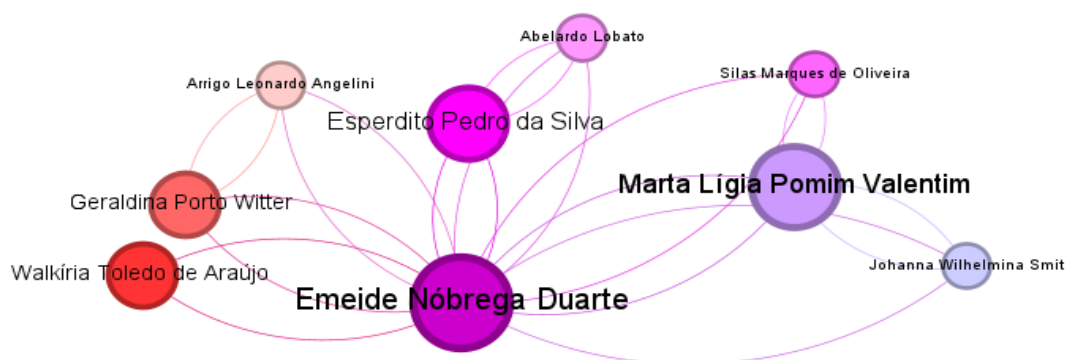 Abelardo Lobato
Silas Marques de Oliveira
Arrigo Leonardo Angelini
Esperdito Pedro da Silva
Marta Lígia Pomim Valentim
Geraldina Porto Witter
Johanna Wilhelmina Smit
Walkíria Toledo de Araújo
Emeide Nóbrega Duarte